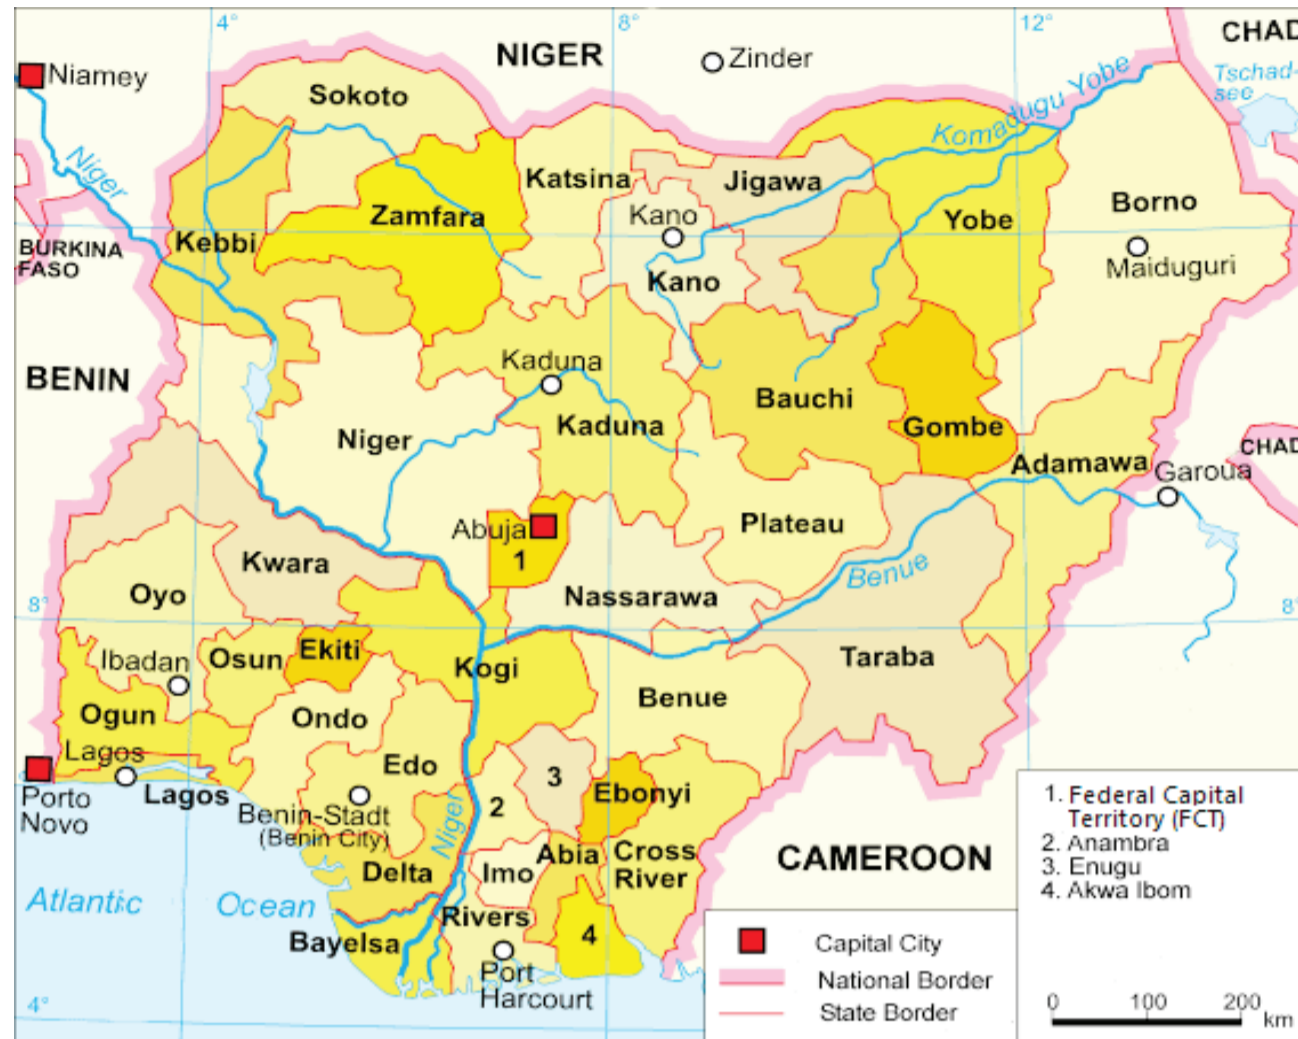 4°
8°
12°
CHAD
NIGER
Zinder
Niamey
Tschad-
see
Sokoto
Komadugu Yobe
Niger
Katsina
Jigawa
Borno
Zamfara
Kano
Yobe
Kebbi
BURKINA
FASO
Maiduguri
Kano
Kaduna
BENIN
Bauchi
Niger
Kaduna
Gombe
CHAD
Adamawa
Garoua
Abuja
Plateau
1
Kwara
Benue
Oyo
Nassarawa
8°
8°
Ibadan
Osun
Ekiti
Kogi
Taraba
Benue
Ogun
Ondo
Lagos
Edo
3
Ebonyi
Lagos
Porto
Novo
2
Benin-Stadt
(Benin City)
Niger
Abia
Cross
River
CAMEROON
Delta
Imo
Atlantic
Ocean
Rivers
4
Bayelsa
Port
Harcourt
4°
1. Federal Capital
Territory (FCT)
2. Anambra
3. Enugu
4. Akwa Ibom
Capital City
National Border
State Border
0 100 200
km